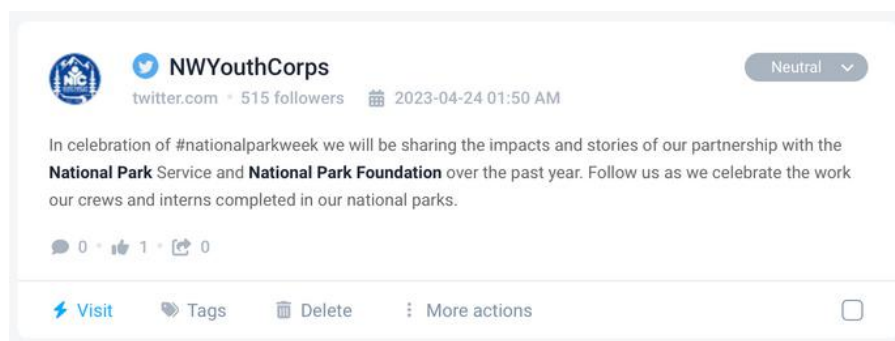 NWYouthCorps
Neutral
twitter.com • 515 followers 2023-04-24 01:50 AM
In celebration of #nationalparkweek we will be sharing the impacts and stories of our partnership with the
National Park Service and National Park Foundation over the past year. Follow us as we celebrate the work
our crews and interns completed in our national parks.
0 • 1 • 0
Visit Tags Delete More actions